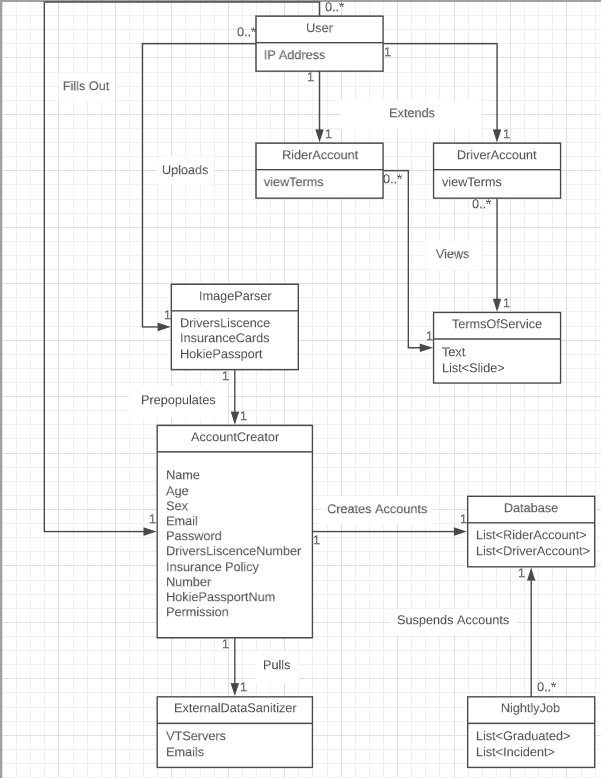 0..*
User
0..*
IP Address
1
1
Fills Out
Extends
1
1
RiderAccount
DriverAccount
Uploads
viewTerms
0..*
viewTerms
0..*
Views
ImageParser
1
1
DriversLiscence
InsuranceCards
HokiePassport
TermsOfService
1
Text
List<Slide>
1
Prepopulates
1
AccountCreator
Name
Age
Sex
Email
Password
DriversLiscenceNumber
Insurance Policy
Number
HokiePassportNum
Permission
1
Creates Accounts
1
1
Database
List<RiderAccount>
List<DriverAccount>
1
Suspends Accounts
1
Pulls
1
0..*
ExternalDataSanitizer
VTServers
Emails
NightlyJob
List<Graduated>
List<Incident>